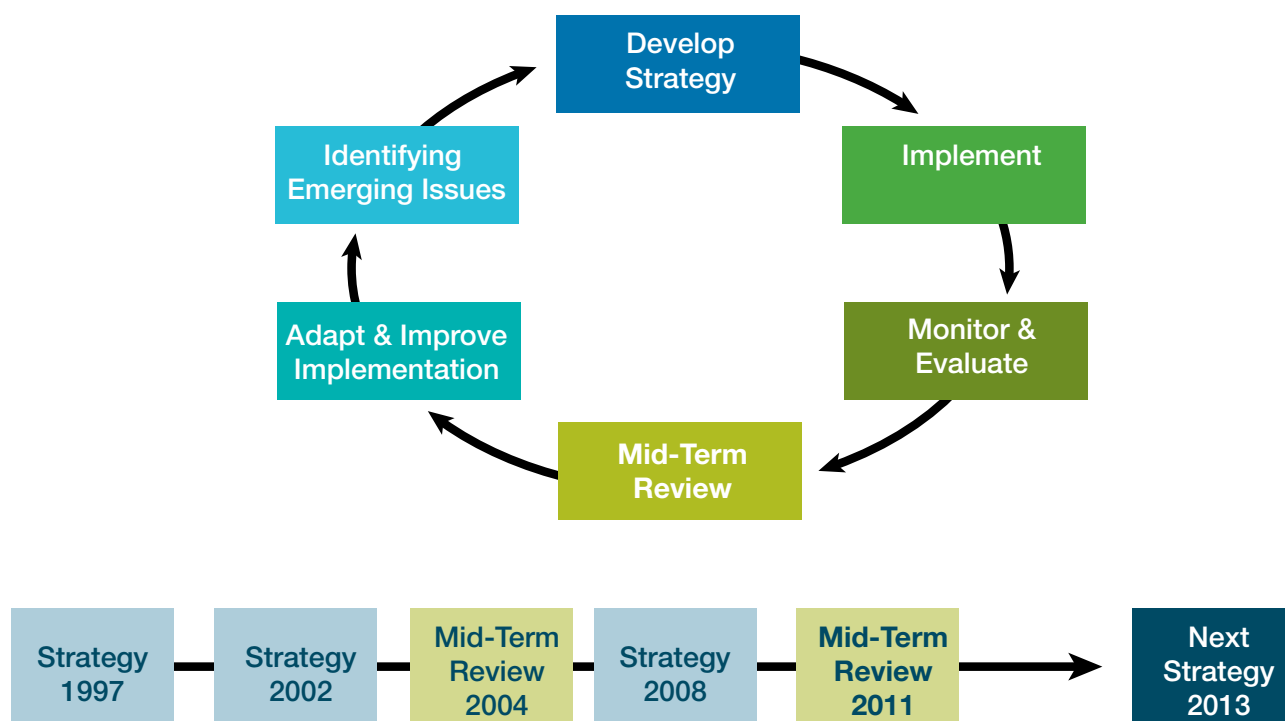 Develop
Strategy
Identifying
Emerging Issues
Implement
Adapt & Improve
Implementation
Monitor &
Evaluate
Mid-Term
Review
Strategy
1997
Strategy
2002
Mid-Term
Review
2004
Strategy
2008
Mid-Term
Review
2011
Next
Strategy
2013